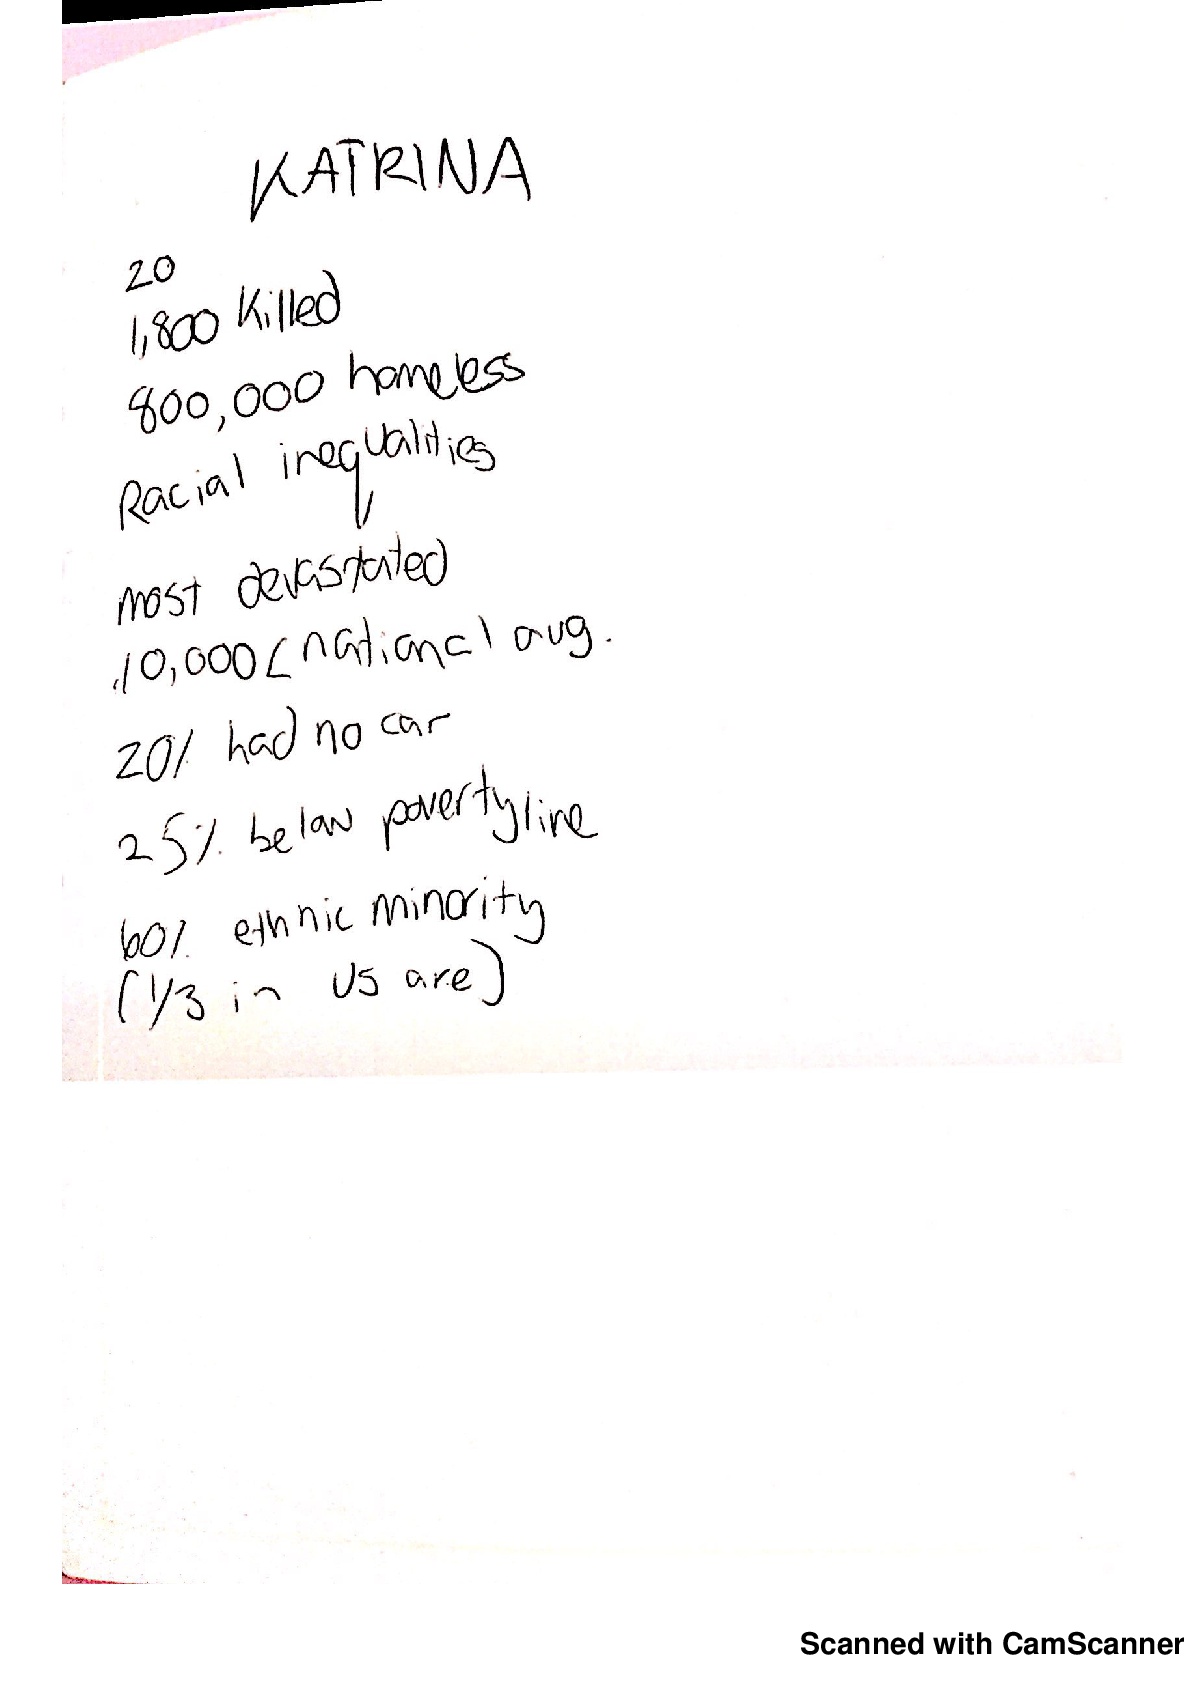 KATRINA
20
1,800 Killed
800,000 homeless
Racial inequalities
most devastated
10,000 < national avg.
20% had no car
25% below povertyline
60% ethnic minority
(1/3 in US are)
Scanned with CamScanner